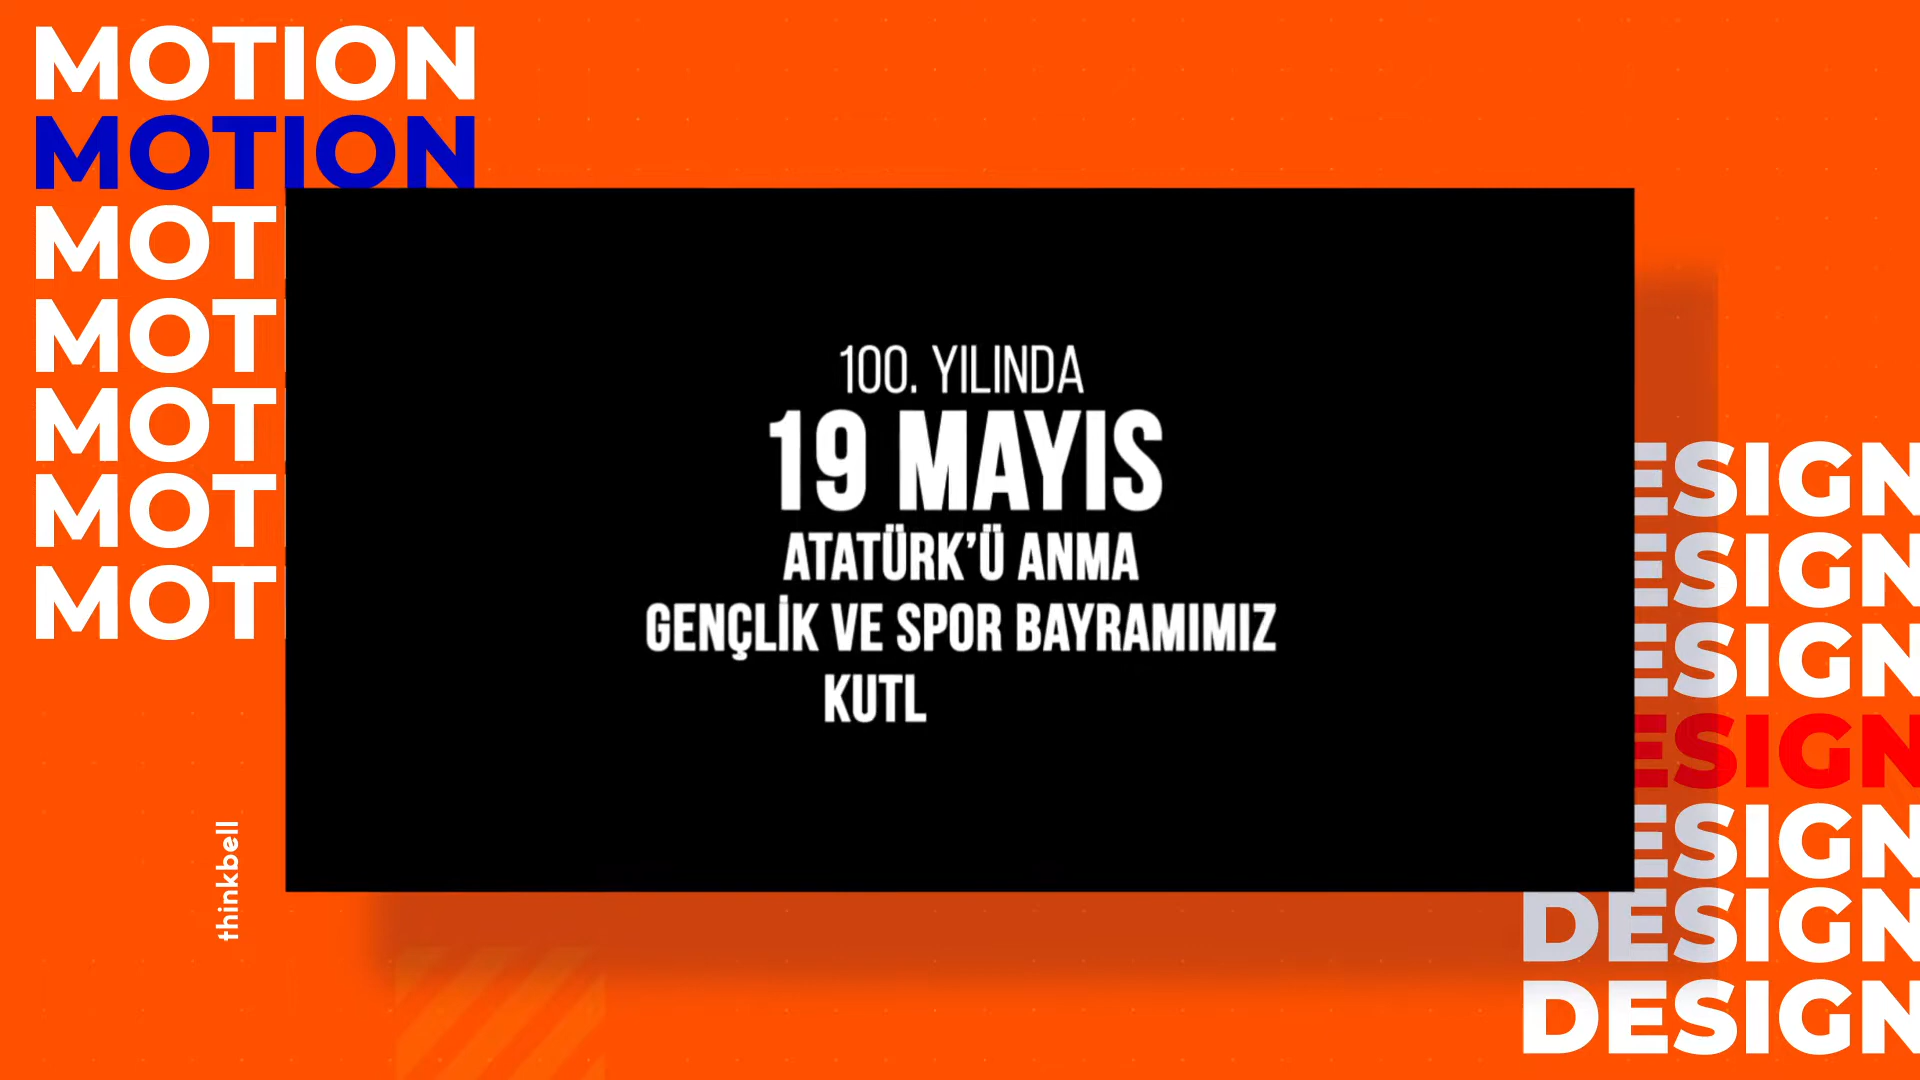 MOTION
MOTION
MOT
MOT
MOT
MOT
MOT
100. YILINDA
19 MAYIS
ATATÜRK’Ü ANMA
GENÇLİK VE SPOR BAYRAMIMIZ
KUTL
thinkbell
ESIGN
ESIGN
ESIGN
ESIGN
ESIGN
DESIGN
DESIGN